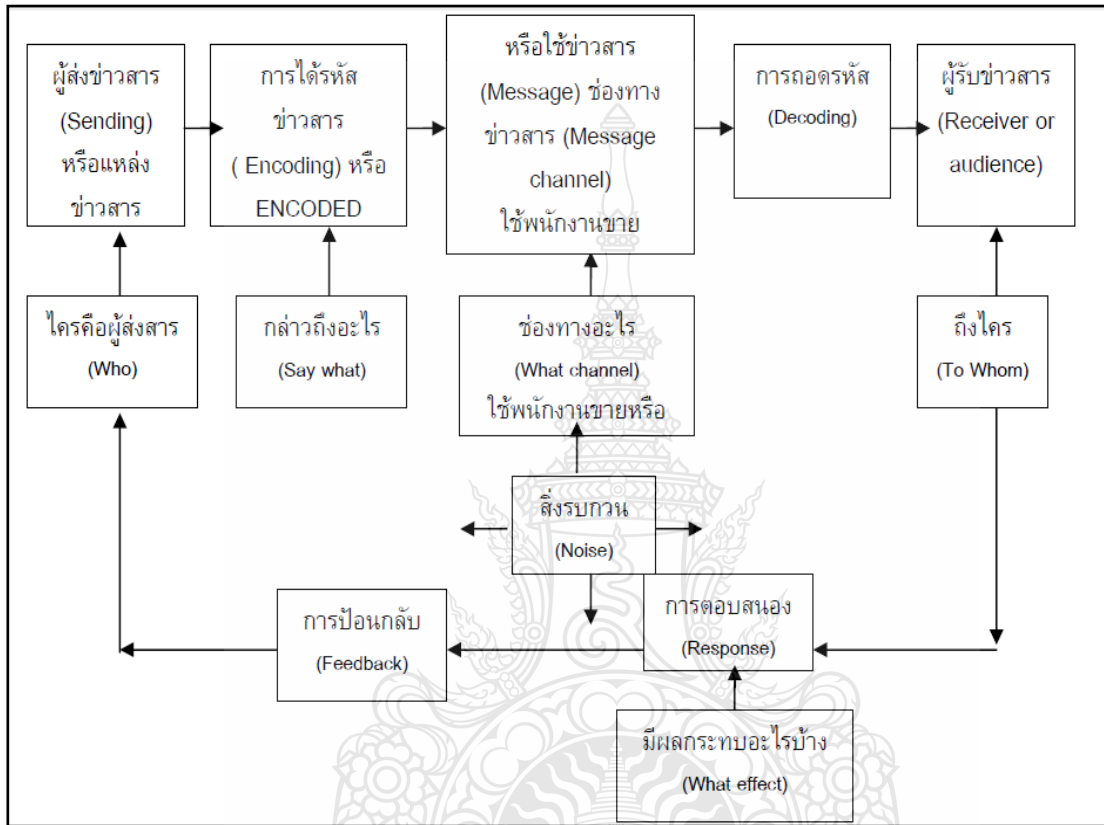 ผู้ส่งข่าวสาร
(Sending)
หรือแหล่ง
ข่าวสาร
การได้รหัส
ข่าวสาร
( Encoding) หรือ
ENCODED
หรือใช้ข่าวสาร
(Message) ช่องทาง
ข่าวสาร (Message
channel)
ใช้พนักงานขาย
การถอดรหัส
(Decoding)
ผู้รับข่าวสาร
(Receiver or
audience)
ไครคือผู้ส่งสาร
(Who)
กล่าวถึงอะไร
(Say what)
ช่องทางอะไร
(What channel)
ใช้พนักงานขายหรือ
ถึงไคร
(To Whom)
สิ่งรบกวน
(Noise)
การป้อนกลับ
(Feedback)
การตอบสนอง
(Response)
มีผลกระทบอะไรบ้าง
(What effect)